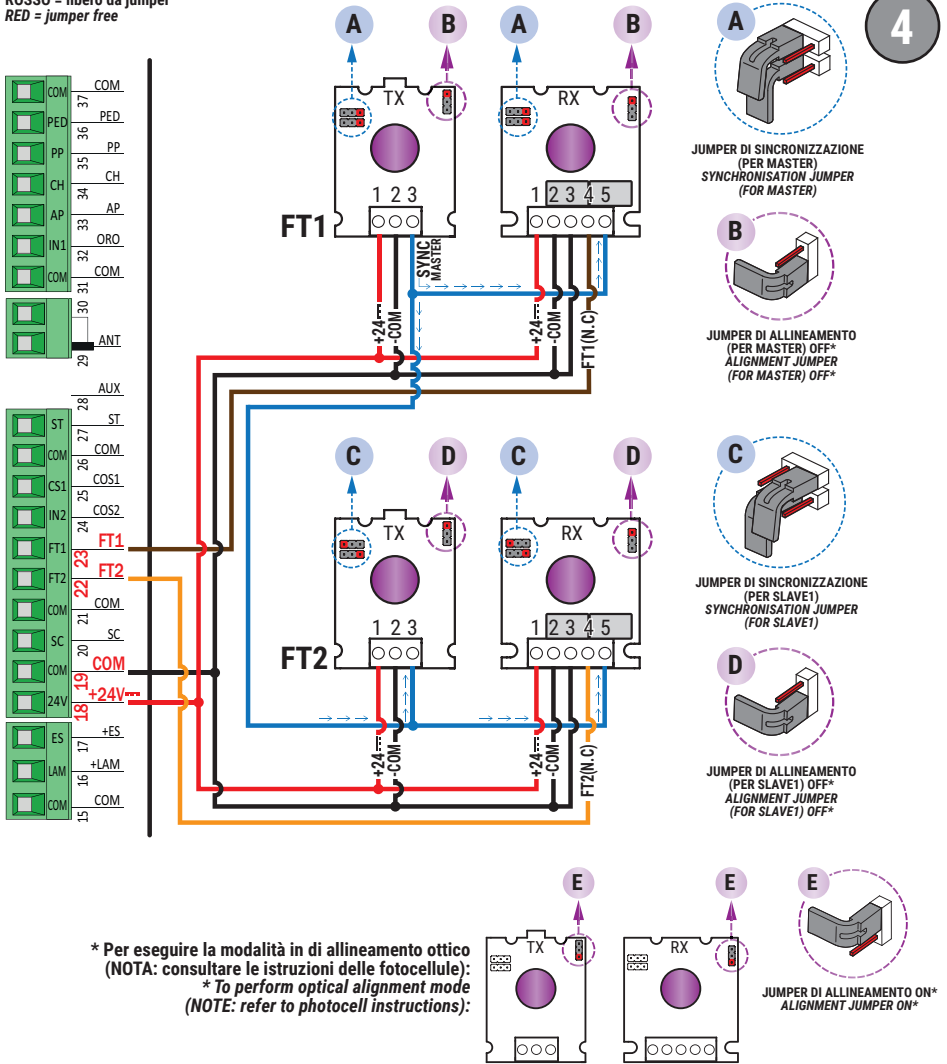 ROSSO = libero da jumper
RED = jumper free
4
A
B
A
B
A
TX
RX
1 2 3
1 2 3 4 5
FT1
SYNC
MASTER
+24
-COM
+24
-COM
FT1(N.C)
JUMPER DI SINCRONIZZAZIONE
(PER MASTER)
SYNCHRONISATION JUMPER
(FOR MASTER)
B
JUMPER DI ALLINEAMENTO
(PER MASTER) OFF*
ALIGNMENT JUMPER
(FOR MASTER) OFF*
COM 37 COM
PED 36 PED
PP 35 PP
CH 34 CH
AP 33 AP
IN1 32 ORO
COM 31 COM
30
29 ANT
28 AUX
ST 27 ST
COM 26 COM
CS1 25 COS1
IN2 24 COS2
FT1 23 FT1
FT2 22 FT2
COM 21 COM
SC 20 SC
COM 19 COM
24V 18 +24V
ES 17 +ES
LAM 16 +LAM
COM 15 COM
C
D
C
D
TX
RX
1 2 3
1 2 3 4 5
FT2
+24
-COM
+24
-COM
FT2(N.C)
C
JUMPER DI SINCRONIZZAZIONE
(PER SLAVE1)
SYNCHRONISATION JUMPER
(FOR SLAVE1)
D
JUMPER DI ALLINEAMENTO
(PER SLAVE1) OFF*
ALIGNMENT JUMPER
(FOR SLAVE1) OFF*
* Per eseguire la modalità in di allineamento ottico
(NOTA: consultare le istruzioni delle fotocellule):
* To perform optical alignment mode
(NOTE: refer to photocell instructions):
E
E
E
TX
RX
JUMPER DI ALLINEAMENTO ON*
ALIGNMENT JUMPER ON*